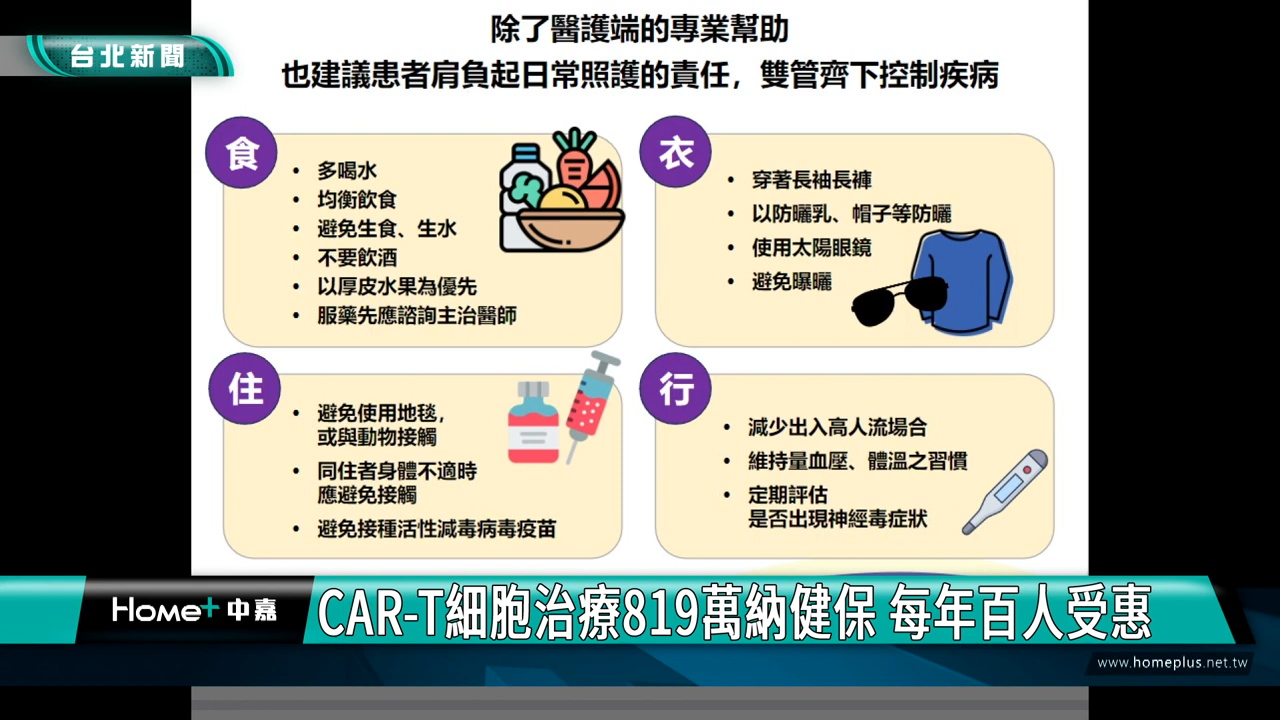 除了醫護端的專業幫助
也建議患者肩負起日常照護的責任，雙管齊下控制疾病
台北新聞
食
• 多喝水
• 均衡飲食
• 避免生食、生水
• 不要飲酒
• 以厚皮水果為優先
• 服藥先應諮詢主治醫師
衣
• 穿著長袖長褲
• 以防曬乳、帽子等防曬
• 使用太陽眼鏡
• 避免曝曬
住
• 避免使用地毯，
或與動物接觸
• 同住者身體不適時
應避免接觸
• 避免接種活性減毒病毒疫苗
行
• 減少出入高人流場合
• 維持量血壓、體溫之習慣
• 定期評估
是否出現神經毒症狀
Home+中嘉
CAR-T細胞治療819萬納健保 每年百人受惠
www.homeplus.net.tw